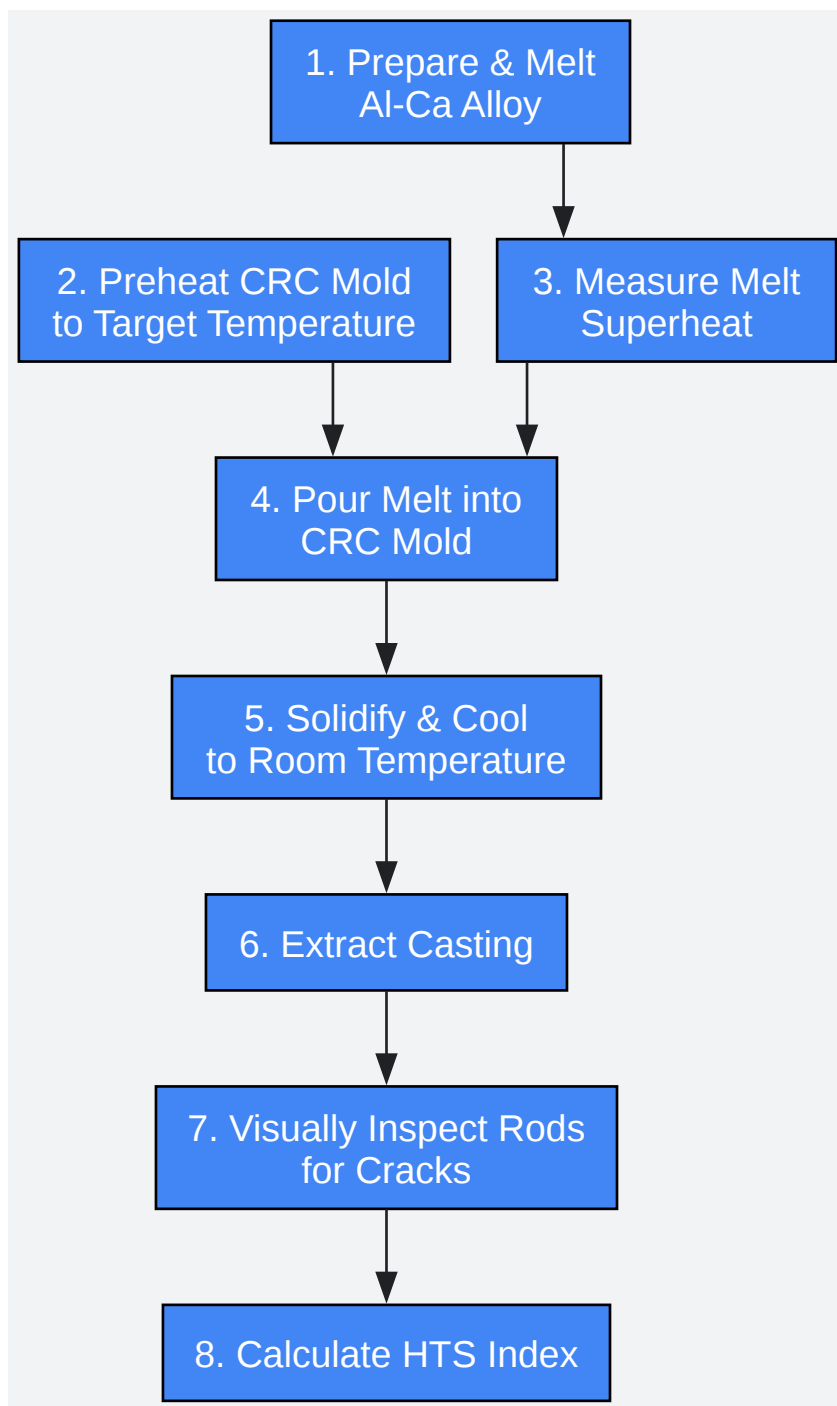 1. Prepare & Melt
Al-Ca Alloy
2. Preheat CRC Mold
to Target Temperature
3. Measure Melt
Superheat
4. Pour Melt into
CRC Mold
5. Solidify & Cool
to Room Temperature
6. Extract Casting
7. Visually Inspect Rods
for Cracks
8. Calculate HTS Index